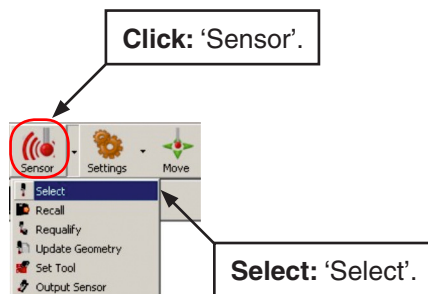 Click: ‘Sensor’.
Sensor Settings Move
Select
Recall
Requalify
Update Geometry
Set Tool
Output Sensor
Select: ‘Select’.